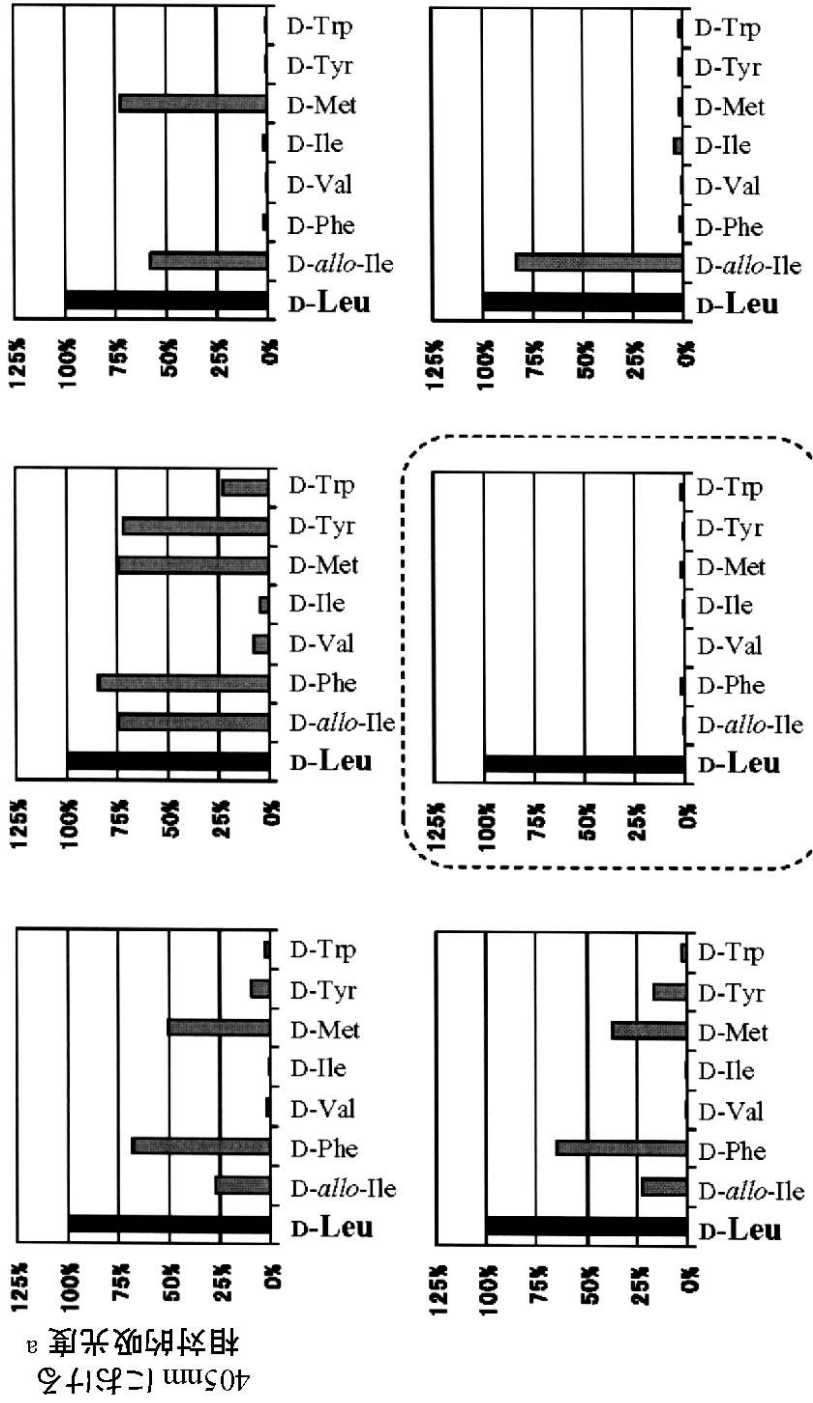 405nm における
相対的吸光度 a
125%
100%
75%
50%
25%
0%
D-Trp
D-Tyr
D-Met
D-Ile
D-Val
D-Phe
D-allo-Ile
D-Leu
125%
100%
75%
50%
25%
0%
D-Trp
D-Tyr
D-Met
D-Ile
D-Val
D-Phe
D-allo-Ile
D-Leu
125%
100%
75%
50%
25%
0%
D-Trp
D-Tyr
D-Met
D-Ile
D-Val
D-Phe
D-allo-Ile
D-Leu
125%
100%
75%
50%
25%
0%
D-Trp
D-Tyr
D-Met
D-Ile
D-Val
D-Phe
D-allo-Ile
D-Leu
125%
100%
75%
50%
25%
0%
D-Trp
D-Tyr
D-Met
D-Ile
D-Val
D-Phe
D-allo-Ile
D-Leu
125%
100%
75%
50%
25%
0%
D-Trp
D-Tyr
D-Met
D-Ile
D-Val
D-Phe
D-allo-Ile
D-Leu